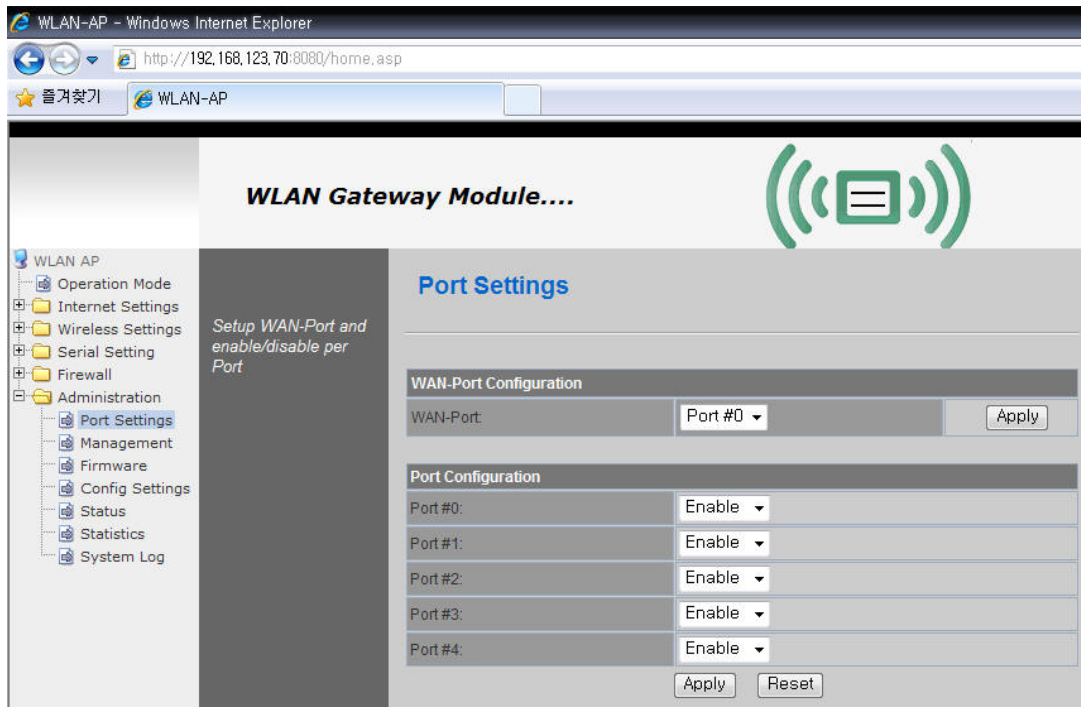 WLAN-AP - Windows Internet Explorer
http://192,168,123,70:8080/home,asp
즐겨찾기 WLAN-AP
WLAN Gateway Module....
WLAN AP
Operation Mode
Internet Settings
Wireless Settings
Serial Setting
Firewall
Administration
Port Settings
Management
Firmware
Config Settings
Status
Statistics
System Log
Setup WAN-Port and
enable/disable per
Port
Port Settings
WAN-Port Configuration
WAN-Port: Port #0 Apply
Port Configuration
Port #0: Enable
Port #1: Enable
Port #2: Enable
Port #3: Enable
Port #4: Enable
Apply Reset